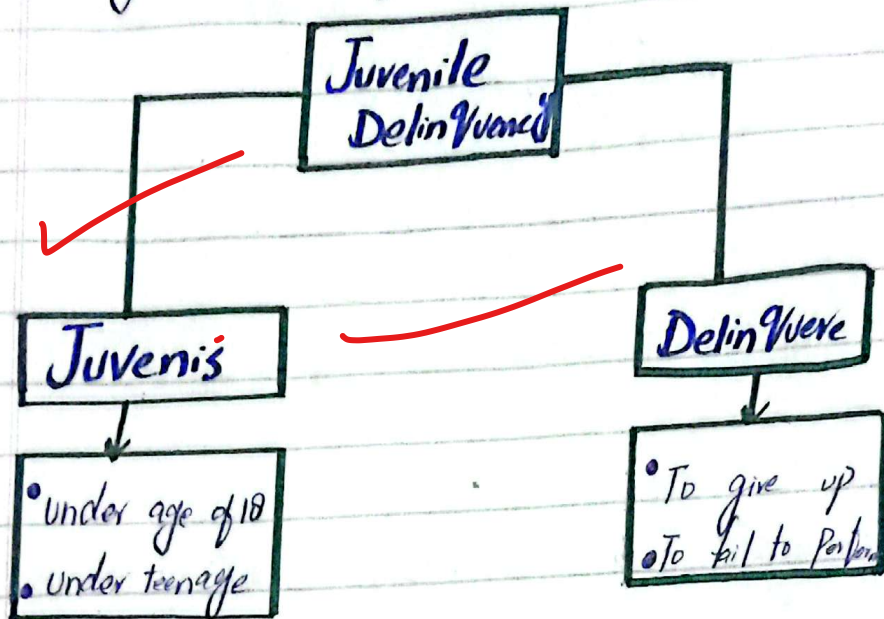 Juvenile
Delinquency
Juvenis
Delinquere
• under age of 18
• under teenage
• To give up
• To fail to Perform